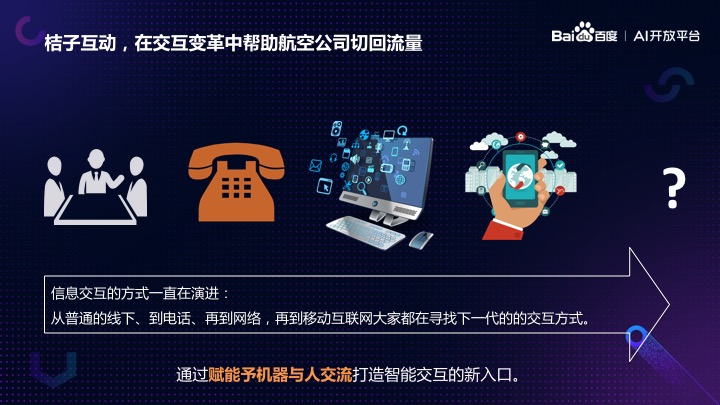 桔子互动，在交互变革中帮助航空公司切回流量
Bai du 百度 | AI开放平台
?
信息交互的方式一直在演进：
从普通的线下、到电话、再到网络，再到移动互联网大家都在寻找下一代的的交互方式。
通过赋能予机器与人交流打造智能交互的新入口。